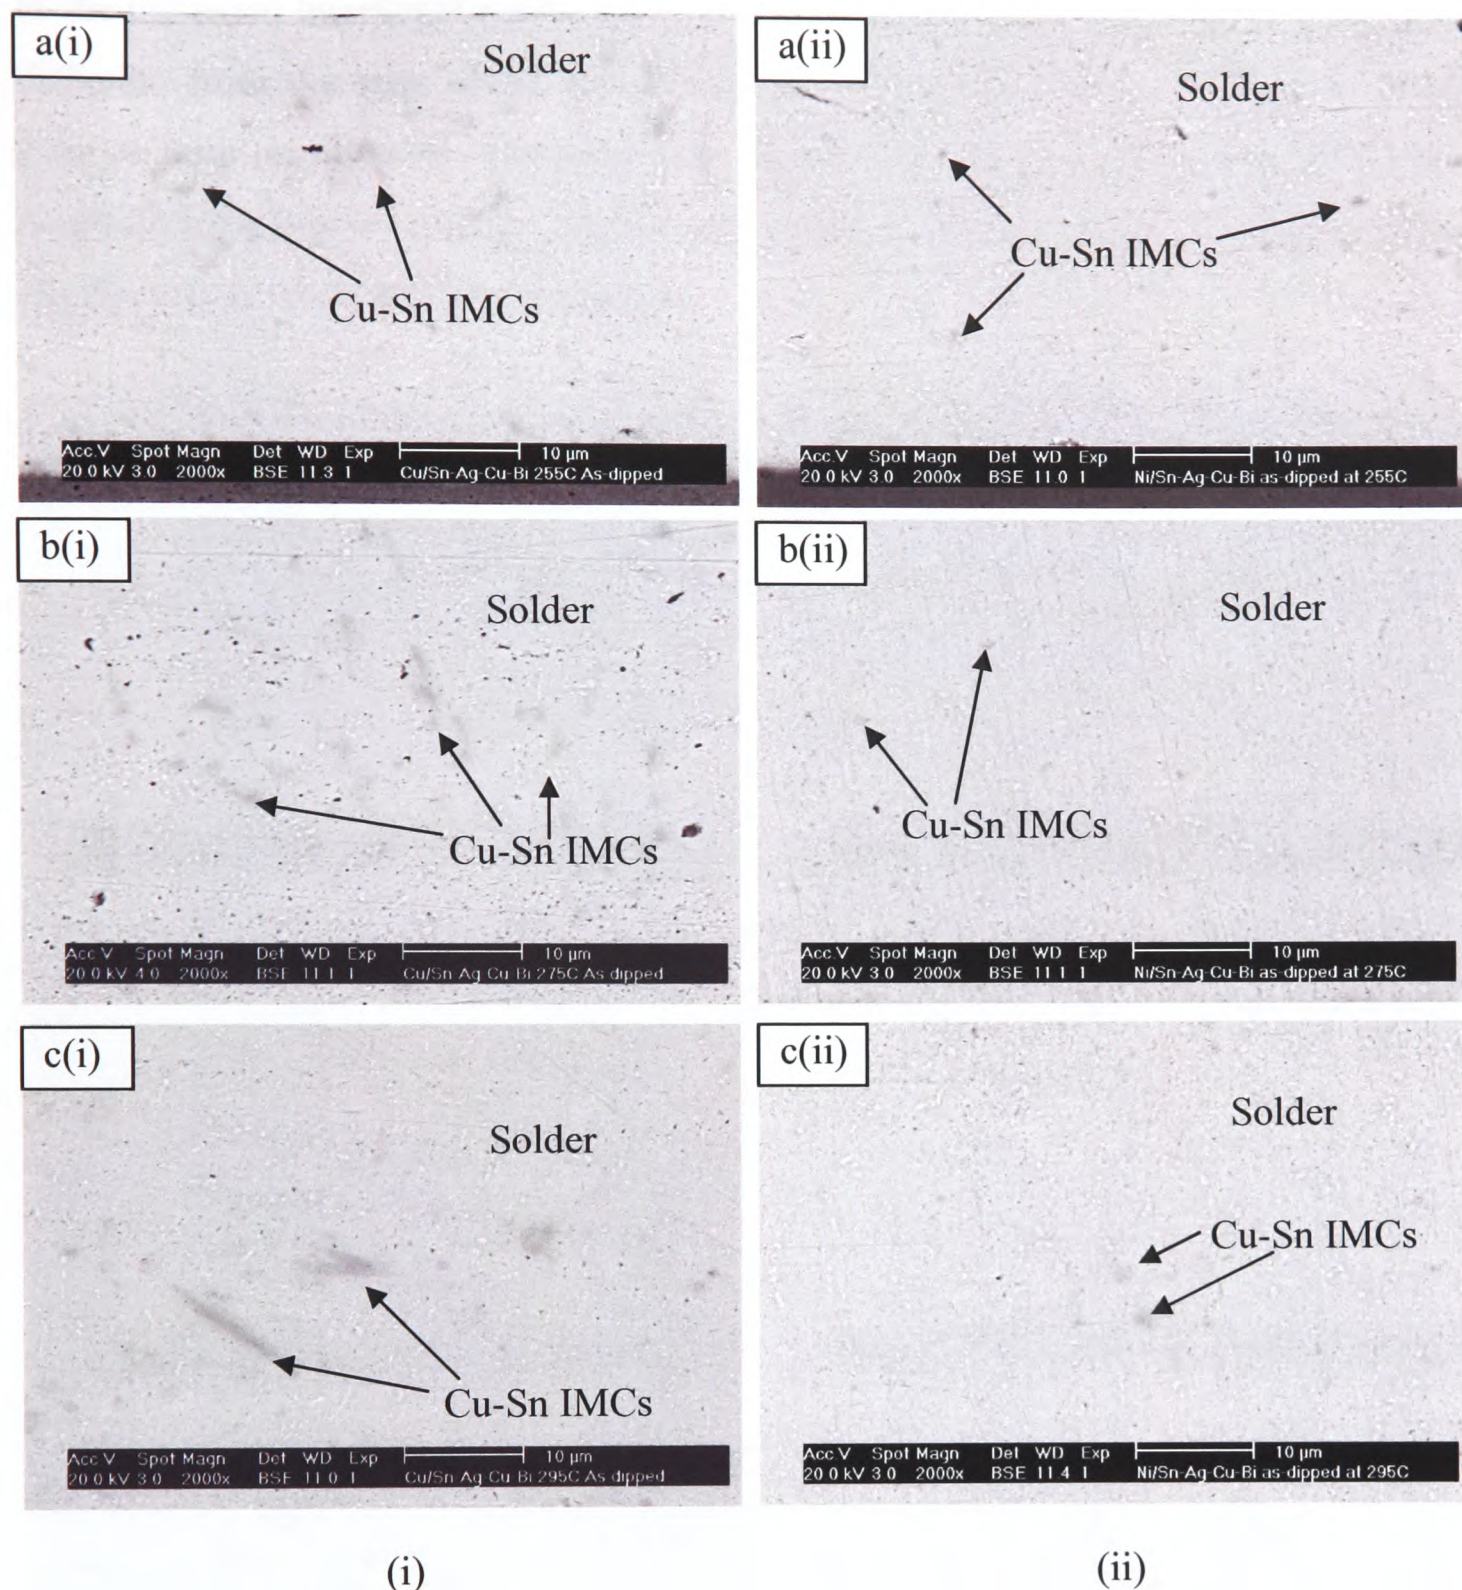 a(i)
Solder
Cu-Sn IMCs
Acc.V Spot Magn Det WD Exp 10 µm
20.0 kV 3.0 2000x BSE 11.3 1 Cu/Sn-Ag-Cu-Bi 255C As-dipped
a(ii)
Solder
Cu-Sn IMCs
Acc.V Spot Magn Det WD Exp 10 µm
20.0 kV 3.0 2000x BSE 11.0 1 Ni/Sn-Ag-Cu-Bi as-dipped at 255C
b(i)
Solder
Cu-Sn IMCs
Acc.V Spot Magn Det WD Exp 10 µm
20.0 kV 4.0 2000x BSE 11.1 1 Cu/Sn-Ag-Cu-Bi 275C As dipped
b(ii)
Solder
Cu-Sn IMCs
Acc.V Spot Magn Det WD Exp 10 µm
20.0 kV 3.0 2000x BSE 11.1 1 Ni/Sn-Ag-Cu-Bi as-dipped at 275C
c(i)
Solder
Cu-Sn IMCs
Acc.V Spot Magn Det WD Exp 10 µm
20.0 kV 3.0 2000x BSE 11.0 1 Cu/Sn-Ag-Cu-Bi 295C As dipped
c(ii)
Solder
Cu-Sn IMCs
Acc.V Spot Magn Det WD Exp 10 µm
20.0 kV 3.0 2000x BSE 11.4 1 Ni/Sn-Ag-Cu-Bi as-dipped at 295C
(i)
(ii)